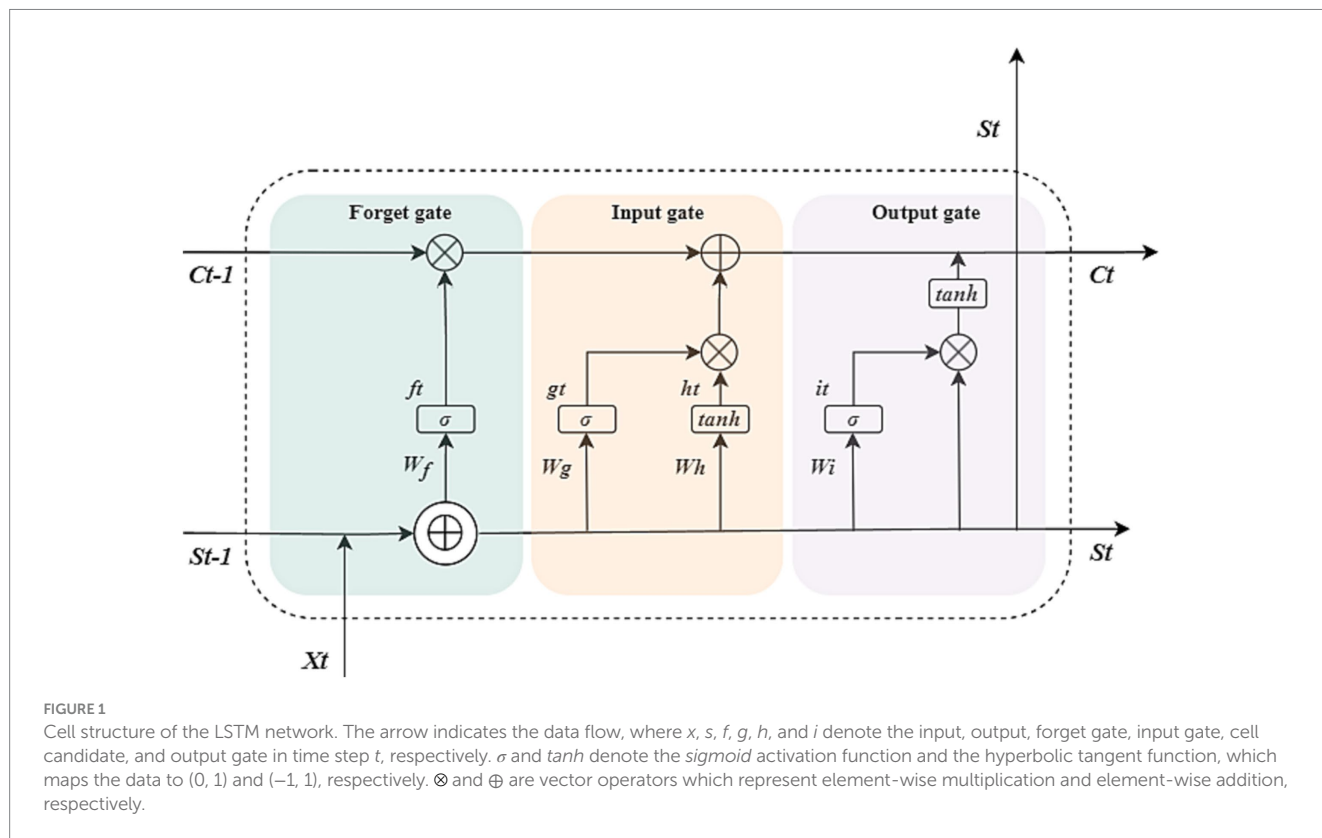 St
Forget gate
Input gate
Output gate
Ct-1
Ct
tanh
ft
gt
ht
it
σ
σ
tanh
σ
Wf
Wg
Wh
Wi
St-1
St
Xt
FIGURE 1
Cell structure of the LSTM network. The arrow indicates the data flow, where x, s, f, g, h, and i denote the input, output, forget gate, input gate, cell
candidate, and output gate in time step t, respectively. σ and tanh denote the sigmoid activation function and the hyperbolic tangent function, which
maps the data to (0, 1) and (−1, 1), respectively. ⊗ and ⊕ are vector operators which represent element-wise multiplication and element-wise addition,
respectively.